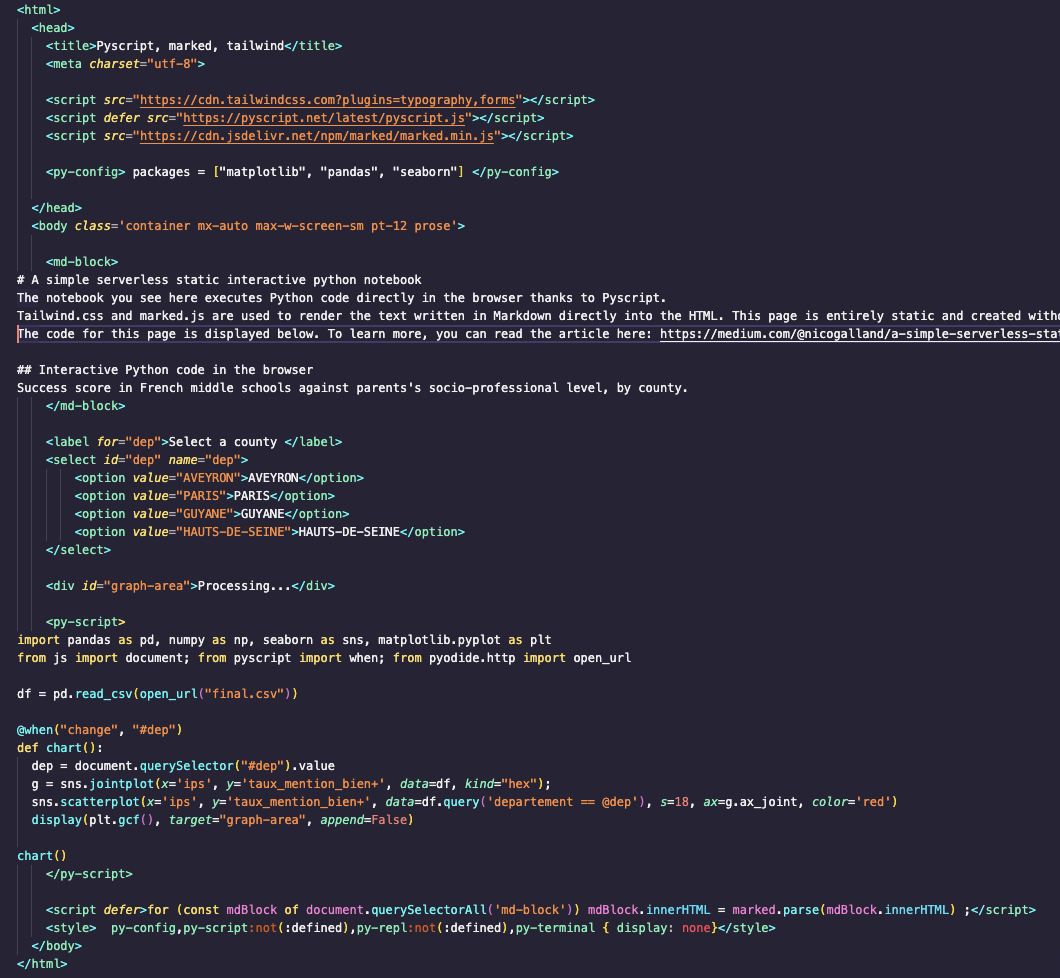 <html>
<head>
<title>Pyscript, marked, tailwind</title>
<meta charset="utf-8">
<script src="https://cdn.tailwindcss.com?plugins=typography,forms"></script>
<script defer src="https://pyscript.net/latest/pyscript.js"></script>
<script src="https://cdn.jsdelivr.net/npm/marked/marked.min.js"></script>
<py-config> packages = ["matplotlib", "pandas", "seaborn"] </py-config>
</head>
<body class='container mx-auto max-w-screen-sm pt-12 prose'>
<md-block>
# A simple serverless static interactive python notebook
The notebook you see here executes Python code directly in the browser thanks to Pyscript.
Tailwind.css and marked.js are used to render the text written in Markdown directly into the HTML. This page is entirely static and created witho
The code for this page is displayed below. To learn more, you can read the article here: https://medium.com/@nicogalland/a-simple-serverless-sta
## Interactive Python code in the browser
Success score in French middle schools against parents's socio-professional level, by county.
</md-block>
<label for="dep">Select a county </label>
<select id="dep" name="dep">
<option value="AVEYRON">AVEYRON</option>
<option value="PARIS">PARIS</option>
<option value="GUYANE">GUYANE</option>
<option value="HAUTS-DE-SEINE">HAUTS-DE-SEINE</option>
</select>
<div id="graph-area">Processing...</div>
<py-script>
import pandas as pd, numpy as np, seaborn as sns, matplotlib.pyplot as plt
from js import document; from pyscript import when; from pyodide.http import open_url
df = pd.read_csv(open_url("final.csv"))
@when("change", "#dep")
def chart():
dep = document.querySelector("#dep").value
g = sns.jointplot(x='ips', y='taux_mention_bien+', data=df, kind="hex");
sns.scatterplot(x='ips', y='taux_mention_bien+', data=df.query('departement == @dep'), s=18, ax=g.ax_joint, color='red')
display(plt.gcf(), target="graph-area", append=False)
chart()
</py-script>
<script defer>for (const mdBlock of document.querySelectorAll('md-block')) mdBlock.innerHTML = marked.parse(mdBlock.innerHTML) ;</script>
<style>  py-config,py-script:not(:defined),py-repl:not(:defined),py-terminal { display: none}</style>
</body>
</html>